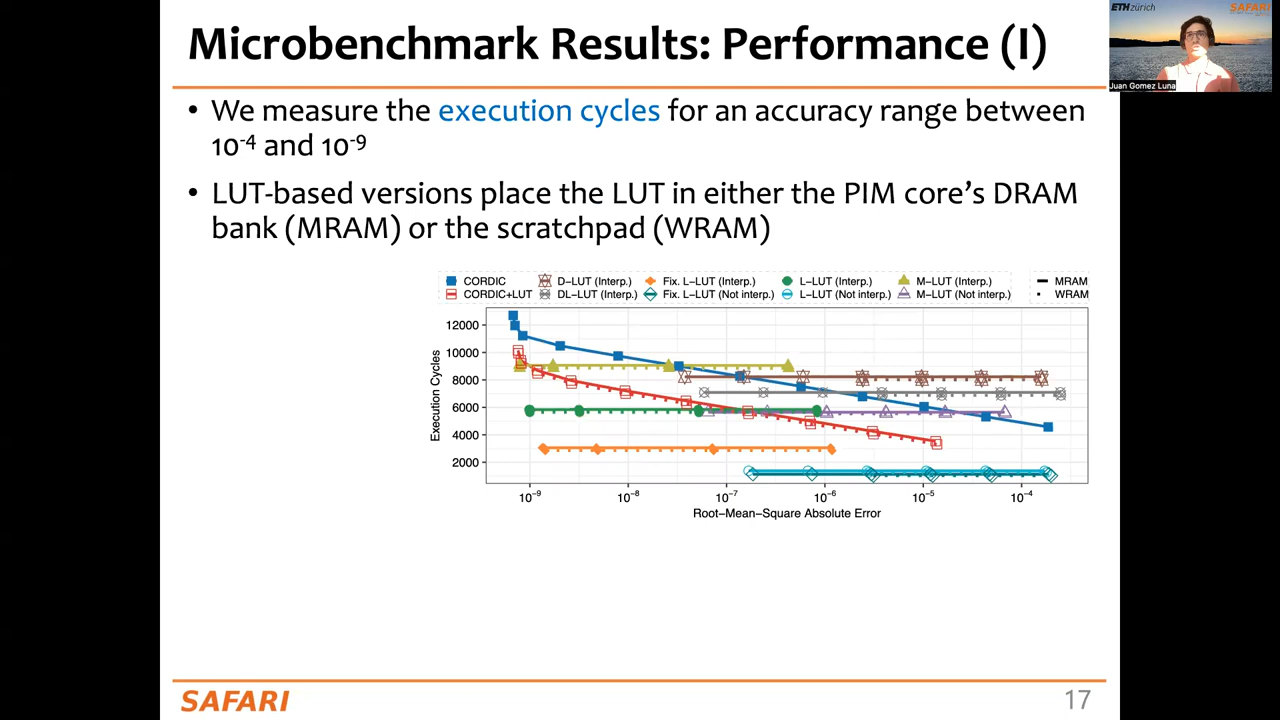 Microbenchmark Results: Performance (I)
ETH zürich
SAFARI
Juan Gomez Luna
• We measure the execution cycles for an accuracy range between
10-4 and 10-9
• LUT-based versions place the LUT in either the PIM core's DRAM
bank (MRAM) or the scratchpad (WRAM)
CORDIC D-LUT (Interp.) Fix. L-LUT (Interp.) L-LUT (Interp.) M-LUT (Interp.) MRAM
CORDIC+LUT DL-LUT (Interp.) Fix. L-LUT (Not interp.) L-LUT (Not interp.) M-LUT (Not interp.) WRAM
Execution Cycles
12000
10000
8000
6000
4000
2000
10-9 10-8 10-7 10-6 10-5 10-4
Root-Mean-Square Absolute Error
SAFARI
17